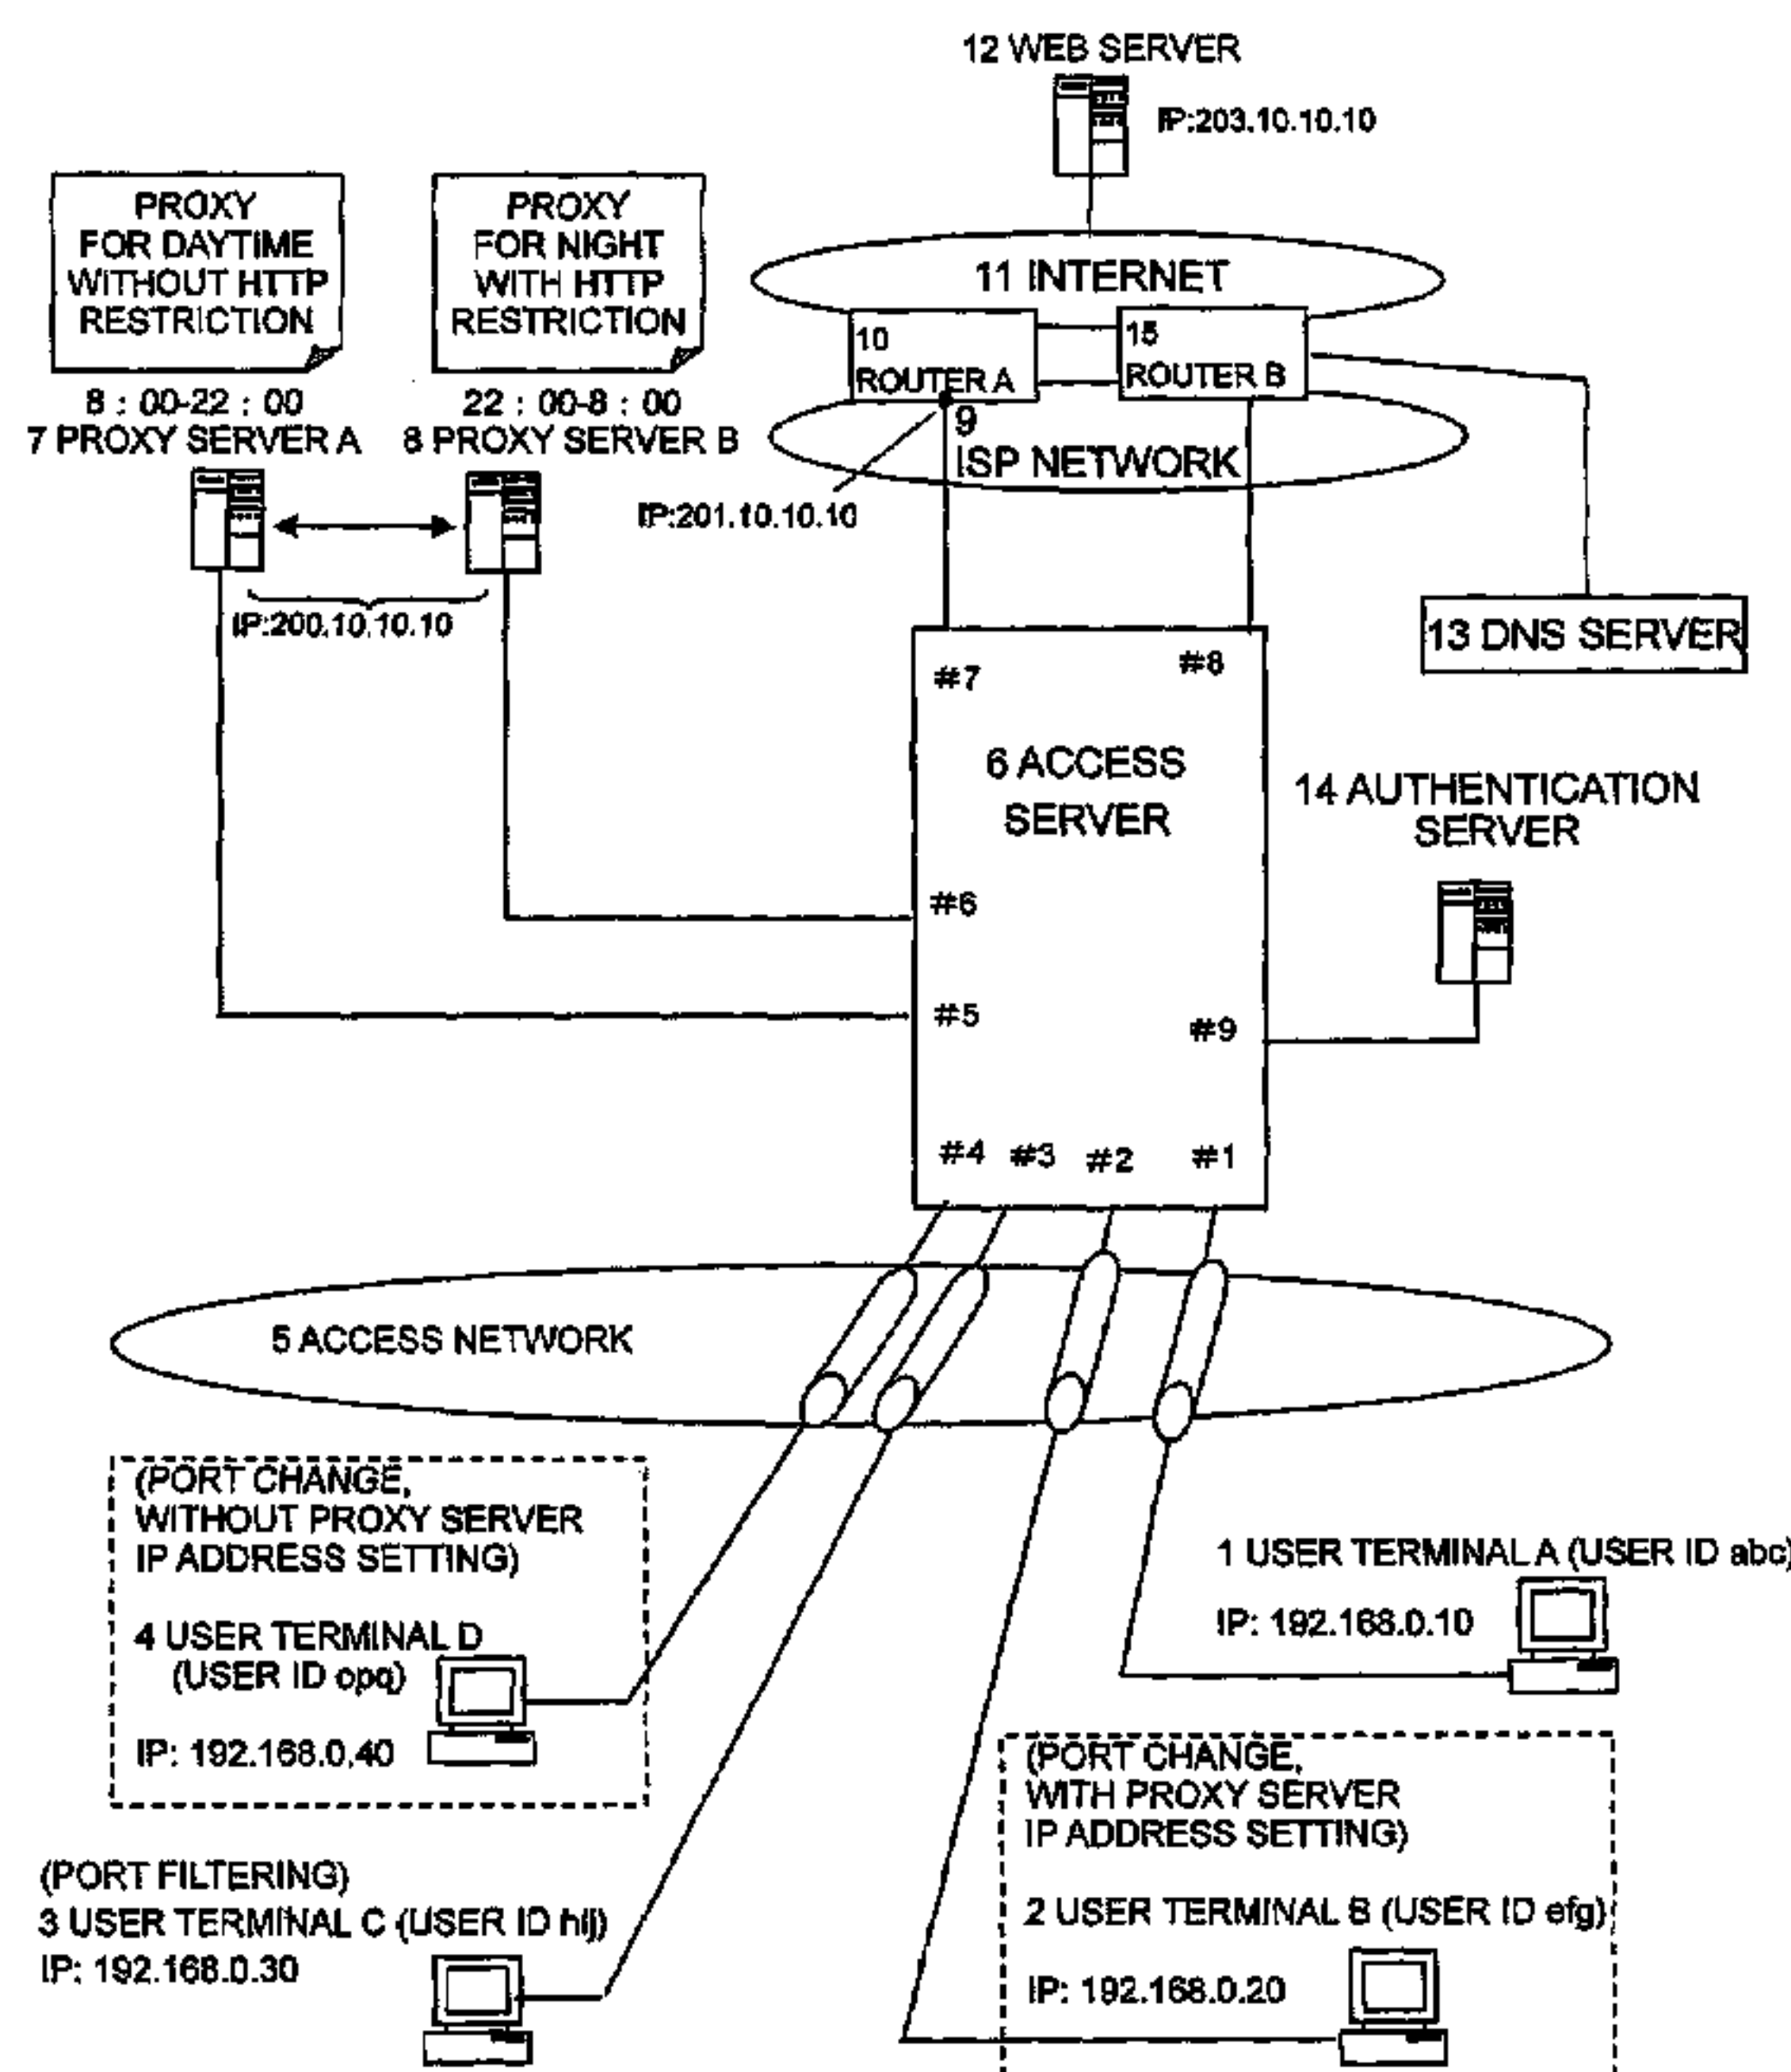 12 WEB SERVER
IP:203.10.10.10
PROXY
FOR DAYTIME
WITHOUT HTTP
RESTRICTION
8 : 00-22 : 00
7 PROXY SERVER A
PROXY
FOR NIGHT
WITH HTTP
RESTRICTION
22 : 00-8 : 00
8 PROXY SERVER B
IP:200.10.10.10
11 INTERNET
10
ROUTER A
15
ROUTER B
9
ISP NETWORK
IP:201.10.10.10
13 DNS SERVER
#7
#8
6 ACCESS
SERVER
14 AUTHENTICATION
SERVER
#6
#5
#9
#4 #3 #2 #1
5 ACCESS NETWORK
(PORT CHANGE,
WITHOUT PROXY SERVER
IP ADDRESS SETTING)
4 USER TERMINAL D
(USER ID opq)
IP: 192.168.0.40
1 USER TERMINAL A (USER ID abc)
IP: 192.168.0.10
(PORT FILTERING)
3 USER TERMINAL C (USER ID hij)
IP: 192.168.0.30
(PORT CHANGE,
WITH PROXY SERVER
IP ADDRESS SETTING)
2 USER TERMINAL B (USER ID efg)
IP: 192.168.0.20